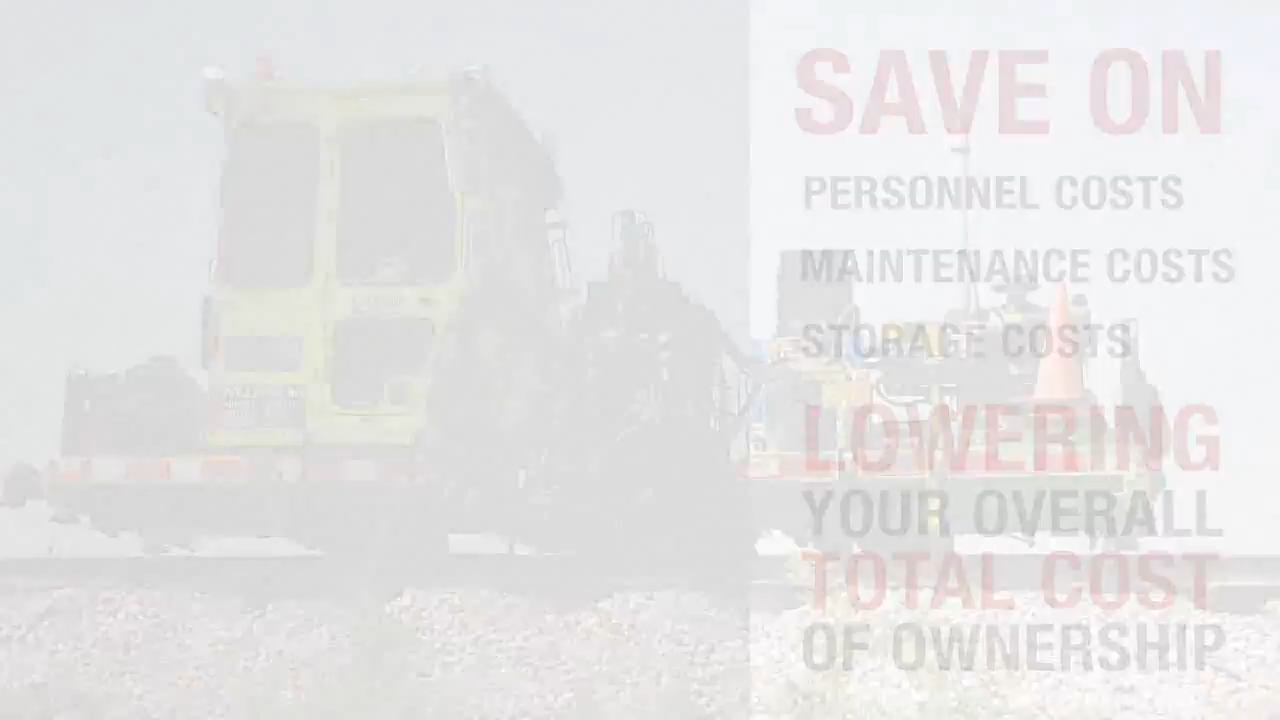 SAVE ON
PERSONNEL COSTS
MAINTENANCE COSTS
STORAGE COSTS
LOWERING
YOUR OVERALL
TOTAL COST
OF OWNERSHIP